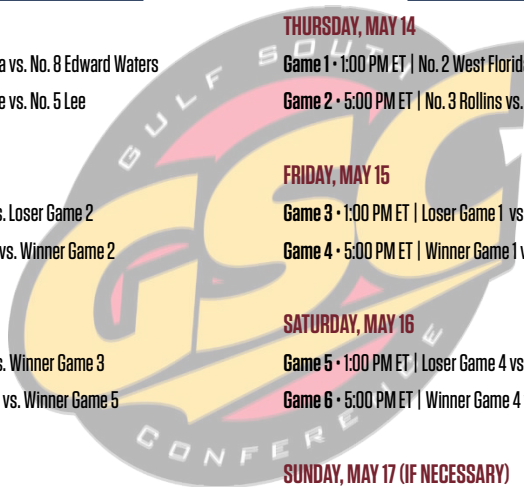 a vs. No. 8 Edward Waters
e vs. No. 5 Lee
s. Loser Game 2
vs. Winner Game 2
s. Winner Game 3
vs. Winner Game 5
THURSDAY, MAY 14
Game 1 • 1:00 PM ET | No. 2 West Florid
Game 2 • 5:00 PM ET | No. 3 Rollins vs.
FRIDAY, MAY 15
Game 3 • 1:00 PM ET | Loser Game 1 vs
Game 4 • 5:00 PM ET | Winner Game 1 v
SATURDAY, MAY 16
Game 5 • 1:00 PM ET | Loser Game 4 vs
Game 6 • 5:00 PM ET | Winner Game 4
SUNDAY, MAY 17 (IF NECESSARY)
GULF SOUTH
GSC
CONFERENCE